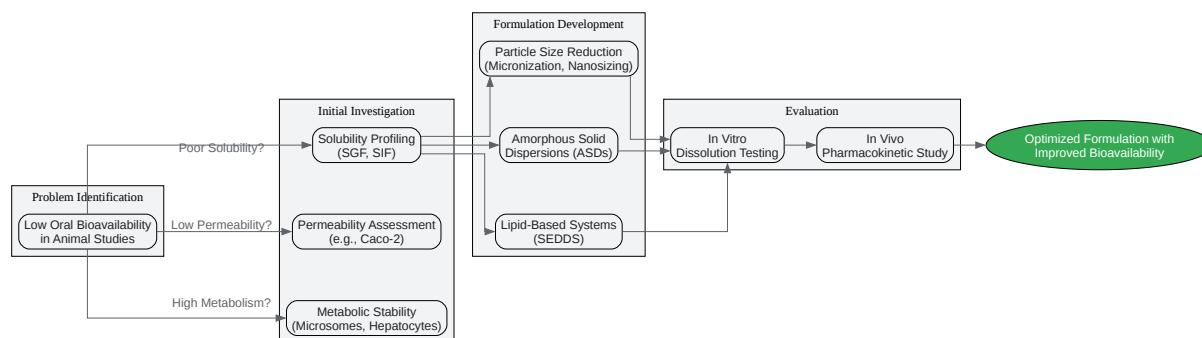 Problem Identification
Low Oral Bioavailability
in Animal Studies
Poor Solubility?
Low Permeability?
High Metabolism?
Initial Investigation
Solubility Profiling
(SGF, SIF)
Permeability Assessment
(e.g., Caco-2)
Metabolic Stability
(Microsomes, Hepatocytes)
Formulation Development
Particle Size Reduction
(Micronization, Nanosizing)
Amorphous Solid
Dispersions (ASDs)
Lipid-Based Systems
(SEDDS)
Evaluation
In Vitro
Dissolution Testing
In Vivo
Pharmacokinetic Study
Optimized Formulation with
Improved Bioavailability